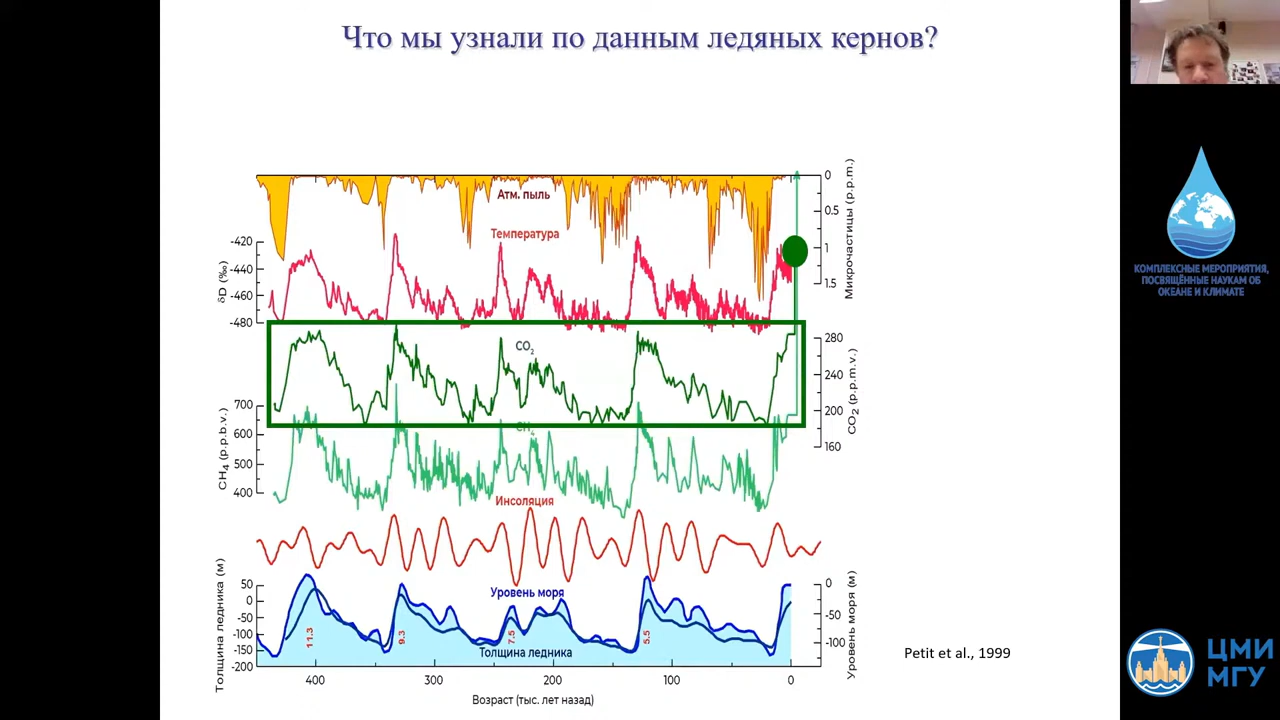 Что мы узнали по данным ледяных кернов?
Атм. пыль
0
0.5
1
1.5
Микрочастицы (p.p.m.)
Температура
-420
-440
-460
-480
δD (‰)
CO2
280
240
200
160
CO2 (p.p.m.v.)
CH4
700
600
500
400
CH4 (p.p.b.v.)
Инсоляция
Уровень моря
Толщина ледника
50
0
-50
-100
-150
-200
Толщина ледника (м)
0
-50
-100
Уровень моря (м)
11.3
9.3
7.5
5.5
400
300
200
100
0
Возраст (тыс. лет назад)
Petit et al., 1999
КОМПЛЕКСНЫЕ МЕРОПРИЯТИЯ,
ПОСВЯЩЁННЫЕ НАУКАМ ОБ
ОКЕАНЕ И КЛИМАТЕ
ЦМИ
МГУ